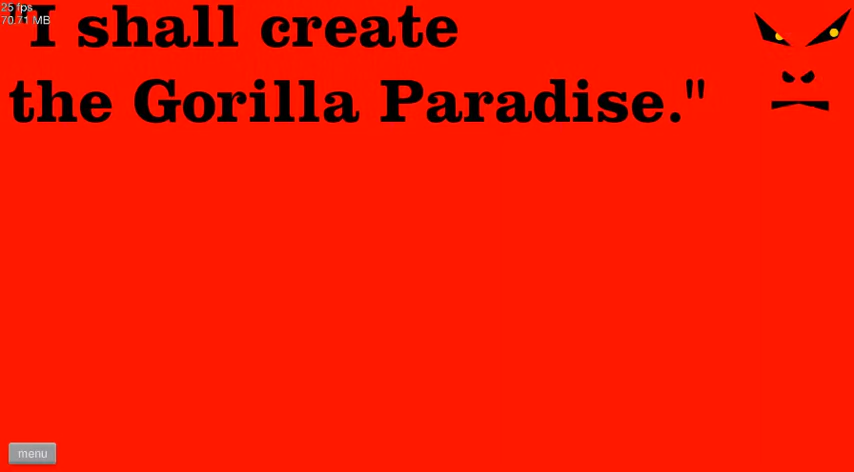 25 fps
70.71 MB
"I shall create
the Gorilla Paradise."
menu